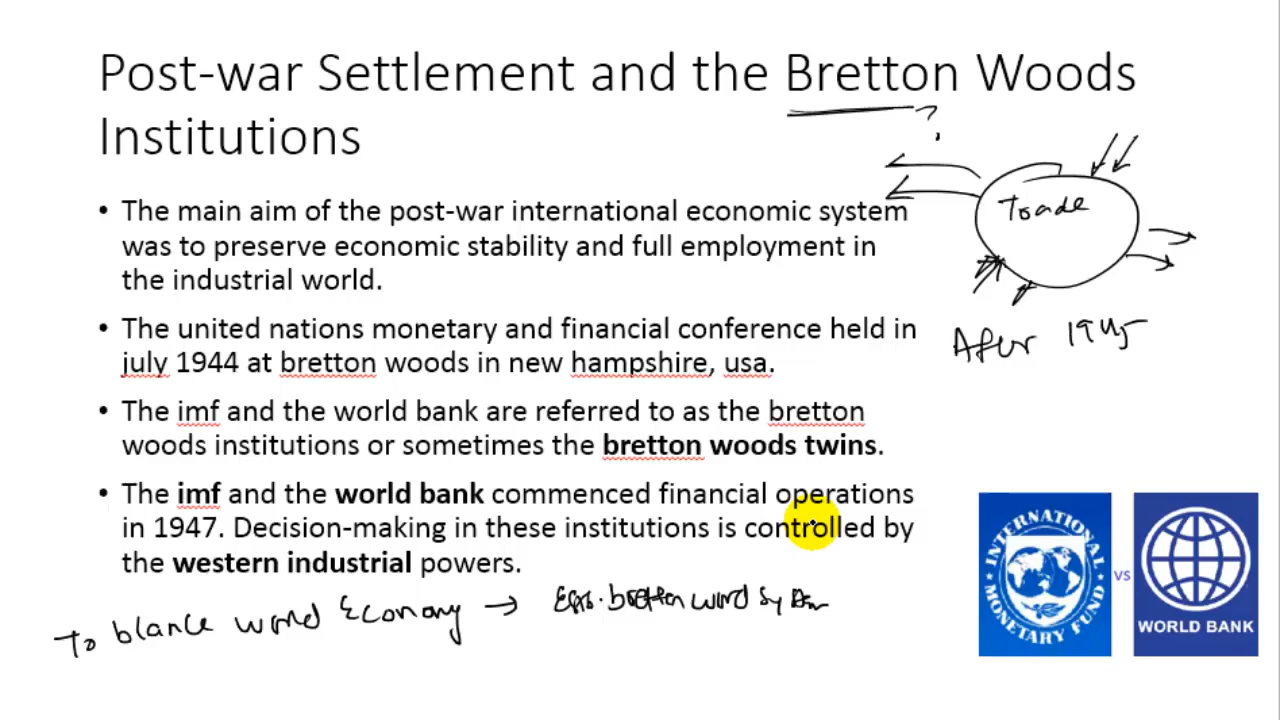 Post-war Settlement and the Bretton Woods
Institutions
?
• The main aim of the post-war international economic system
was to preserve economic stability and full employment in
the industrial world.
Trade
After 1945
• The united nations monetary and financial conference held in
july 1944 at bretton woods in new hampshire, usa.
• The imf and the world bank are referred to as the bretton
woods institutions or sometimes the bretton woods twins.
• The imf and the world bank commenced financial operations
in 1947. Decision-making in these institutions is controlled by
the western industrial powers.
To blance world Economy → bretton word
INTERNATIONAL MONETARY FUND
vs
WORLD BANK